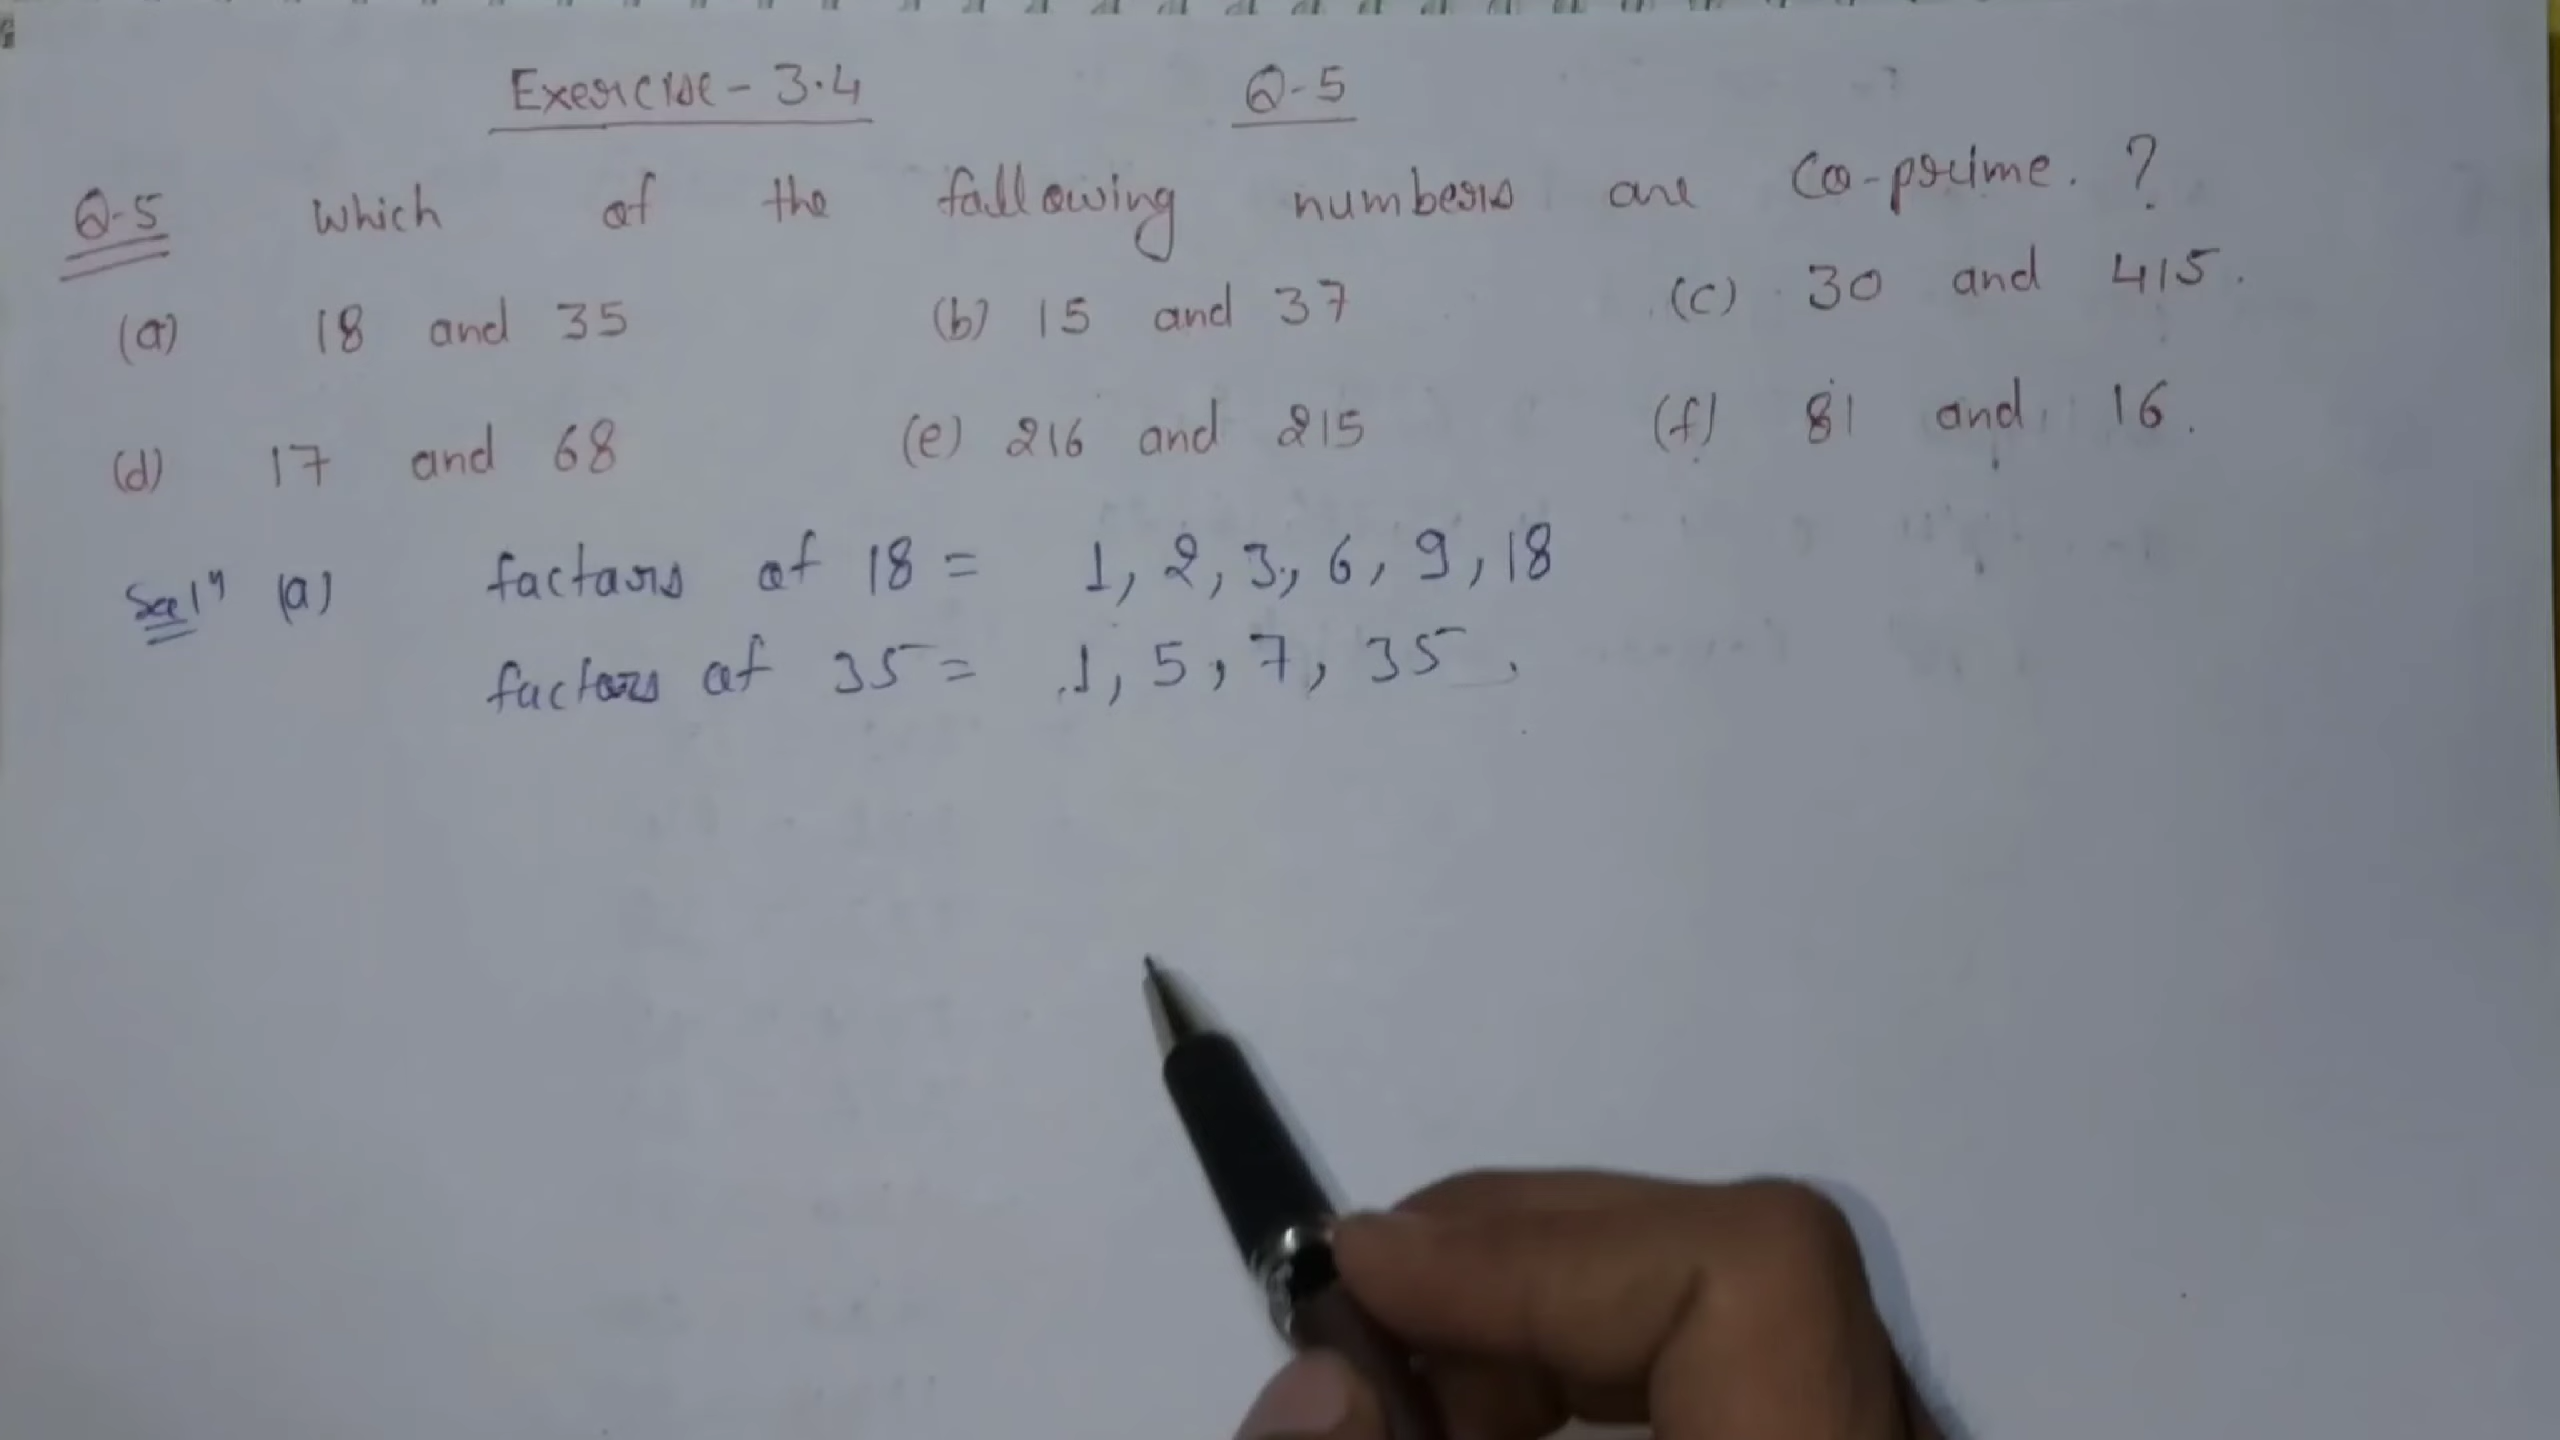 Exercise - 3.4 Q-5
Q-5 Which of the following numbers are Co-prime. ?
(a) 18 and 35 (b) 15 and 37 (c) 30 and 415.
(d) 17 and 68 (e) 216 and 215 (f) 81 and 16.
Solⁿ (a) factors of 18 = 1, 2, 3, 6, 9, 18
factors of 35 = 1, 5, 7, 35,